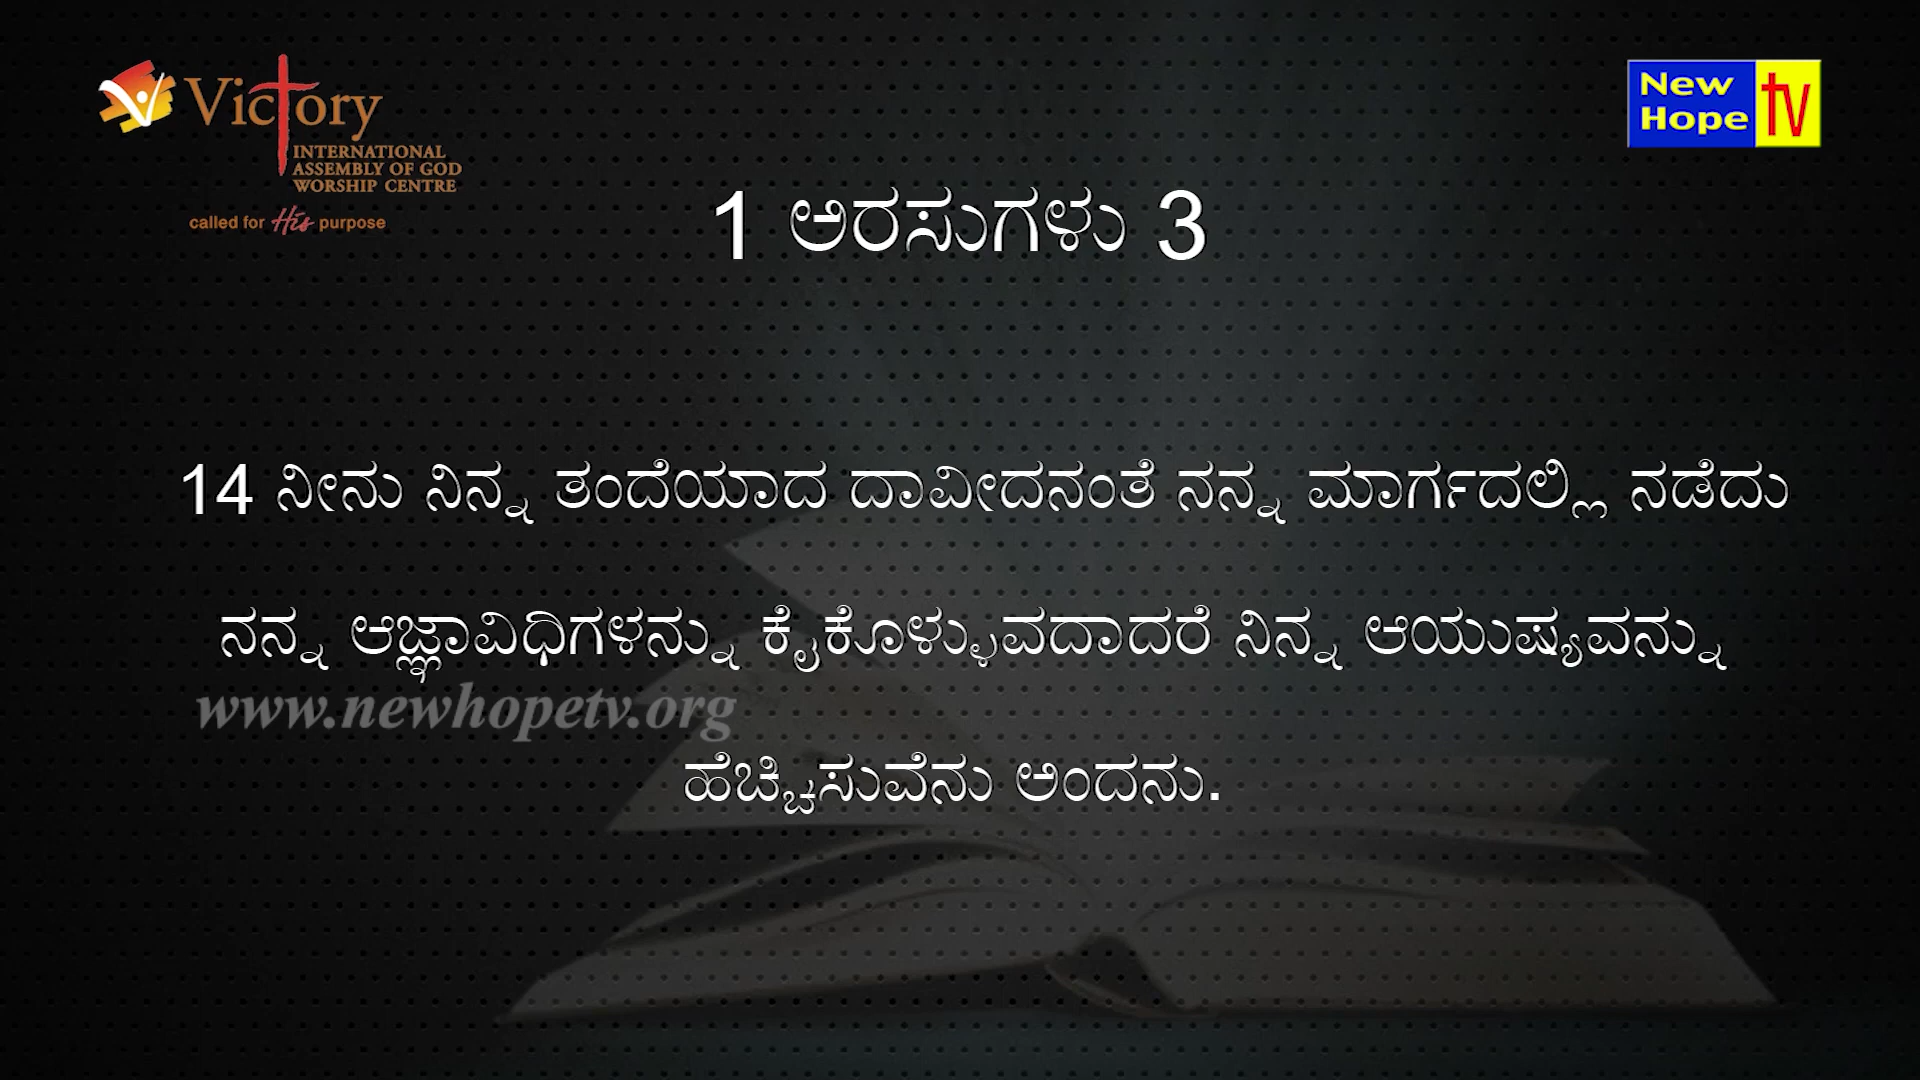 Victory
INTERNATIONAL
ASSEMBLY OF GOD
WORSHIP CENTRE
called for His purpose
New
Hope
tv
1 ಅರಸುಗಳು 3
14 ನೀನು ನಿನ್ನ ತಂದೆಯಾದ ದಾವೀದನಂತೆ ನನ್ನ ಮಾರ್ಗದಲ್ಲಿ ನಡೆದು
ನನ್ನ ಆಜ್ಞಾವಿಧಿಗಳನ್ನು ಕೈಕೊಳ್ಳುವದಾದರೆ ನಿನ್ನ ಆಯುಷ್ಯವನ್ನು
www.newhopetv.org
ಹೆಚ್ಚಿಸುವೆನು ಅಂದನು.